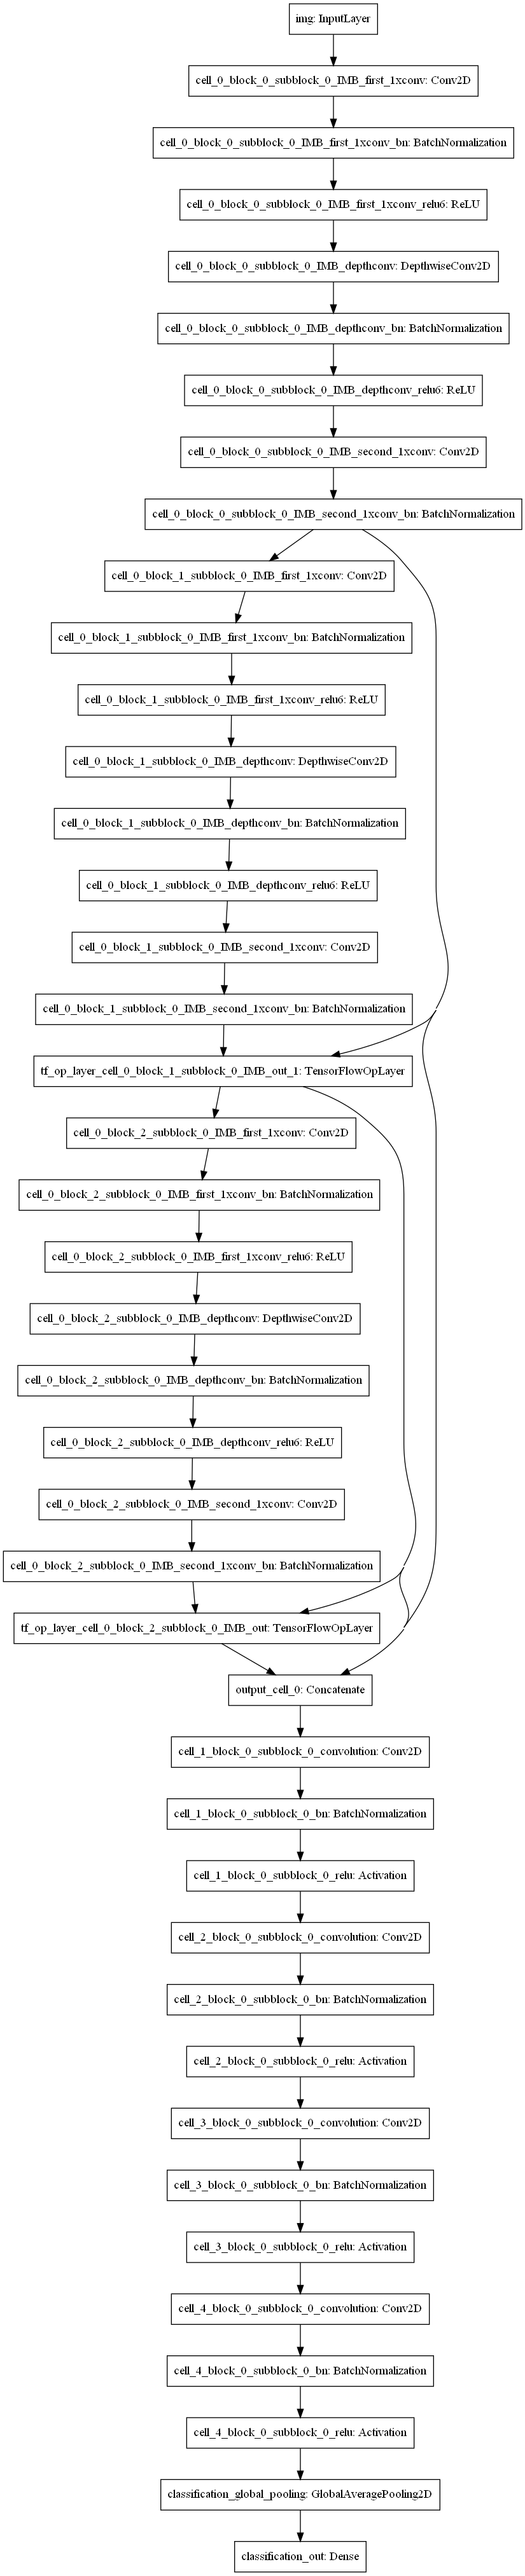 img: InputLayer
cell_0_block_0_subblock_0_IMB_first_1xconv: Conv2D
cell_0_block_0_subblock_0_IMB_first_1xconv_bn: BatchNormalization
cell_0_block_0_subblock_0_IMB_first_1xconv_relu6: ReLU
cell_0_block_0_subblock_0_IMB_depthconv: DepthwiseConv2D
cell_0_block_0_subblock_0_IMB_depthconv_bn: BatchNormalization
cell_0_block_0_subblock_0_IMB_depthconv_relu6: ReLU
cell_0_block_0_subblock_0_IMB_second_1xconv: Conv2D
cell_0_block_0_subblock_0_IMB_second_1xconv_bn: BatchNormalization
cell_0_block_1_subblock_0_IMB_first_1xconv: Conv2D
cell_0_block_1_subblock_0_IMB_first_1xconv_bn: BatchNormalization
cell_0_block_1_subblock_0_IMB_first_1xconv_relu6: ReLU
cell_0_block_1_subblock_0_IMB_depthconv: DepthwiseConv2D
cell_0_block_1_subblock_0_IMB_depthconv_bn: BatchNormalization
cell_0_block_1_subblock_0_IMB_depthconv_relu6: ReLU
cell_0_block_1_subblock_0_IMB_second_1xconv: Conv2D
cell_0_block_1_subblock_0_IMB_second_1xconv_bn: BatchNormalization
tf_op_layer_cell_0_block_1_subblock_0_IMB_out_1: TensorFlowOpLayer
cell_0_block_2_subblock_0_IMB_first_1xconv: Conv2D
cell_0_block_2_subblock_0_IMB_first_1xconv_bn: BatchNormalization
cell_0_block_2_subblock_0_IMB_first_1xconv_relu6: ReLU
cell_0_block_2_subblock_0_IMB_depthconv: DepthwiseConv2D
cell_0_block_2_subblock_0_IMB_depthconv_bn: BatchNormalization
cell_0_block_2_subblock_0_IMB_depthconv_relu6: ReLU
cell_0_block_2_subblock_0_IMB_second_1xconv: Conv2D
cell_0_block_2_subblock_0_IMB_second_1xconv_bn: BatchNormalization
tf_op_layer_cell_0_block_2_subblock_0_IMB_out: TensorFlowOpLayer
output_cell_0: Concatenate
cell_1_block_0_subblock_0_convolution: Conv2D
cell_1_block_0_subblock_0_bn: BatchNormalization
cell_1_block_0_subblock_0_relu: Activation
cell_2_block_0_subblock_0_convolution: Conv2D
cell_2_block_0_subblock_0_bn: BatchNormalization
cell_2_block_0_subblock_0_relu: Activation
cell_3_block_0_subblock_0_convolution: Conv2D
cell_3_block_0_subblock_0_bn: BatchNormalization
cell_3_block_0_subblock_0_relu: Activation
cell_4_block_0_subblock_0_convolution: Conv2D
cell_4_block_0_subblock_0_bn: BatchNormalization
cell_4_block_0_subblock_0_relu: Activation
classification_global_pooling: GlobalAveragePooling2D
classification_out: Dense